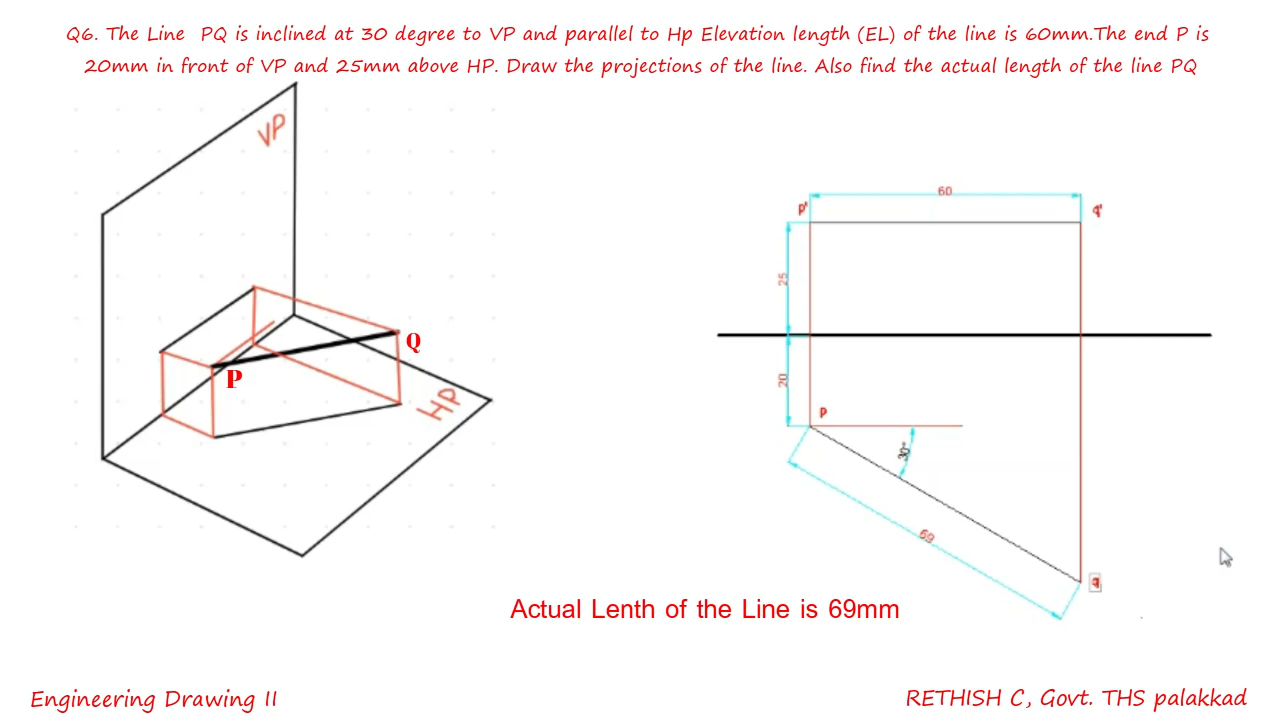 Q6. The Line PQ is inclined at 30 degree to VP and parallel to Hp Elevation length (EL) of the line is 60mm.The end P is
20mm in front of VP and 25mm above HP. Draw the projections of the line. Also find the actual length of the line PQ
VP
60
p'
q'
25
Q
P
20
HP
p
30°
69
q
Actual Lenth of the Line is 69mm
Engineering Drawing II
RETHISH C, Govt. THS palakkad